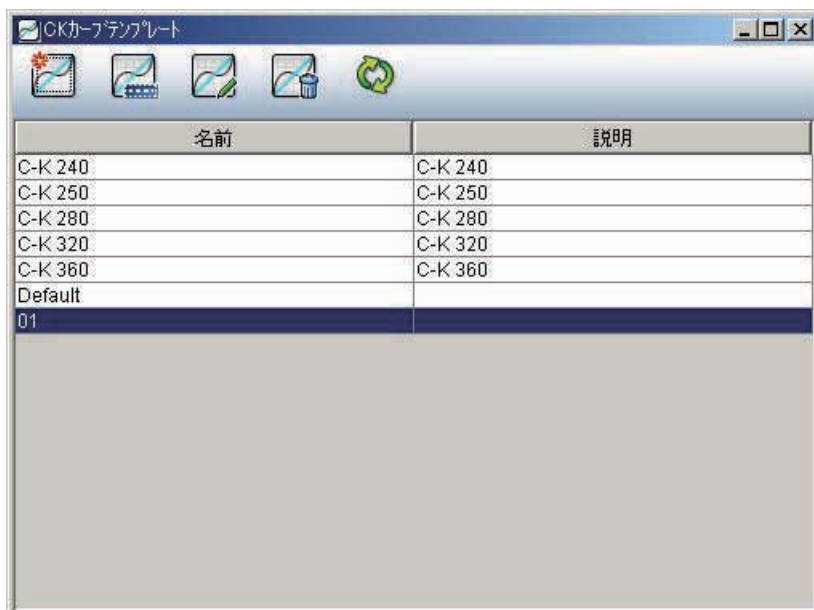 CKｶｰﾌﾞﾃﾝﾌﾟﾚｰﾄ
名前 説明
C-K 240 C-K 240
C-K 250 C-K 250
C-K 280 C-K 280
C-K 320 C-K 320
C-K 360 C-K 360
Default
01